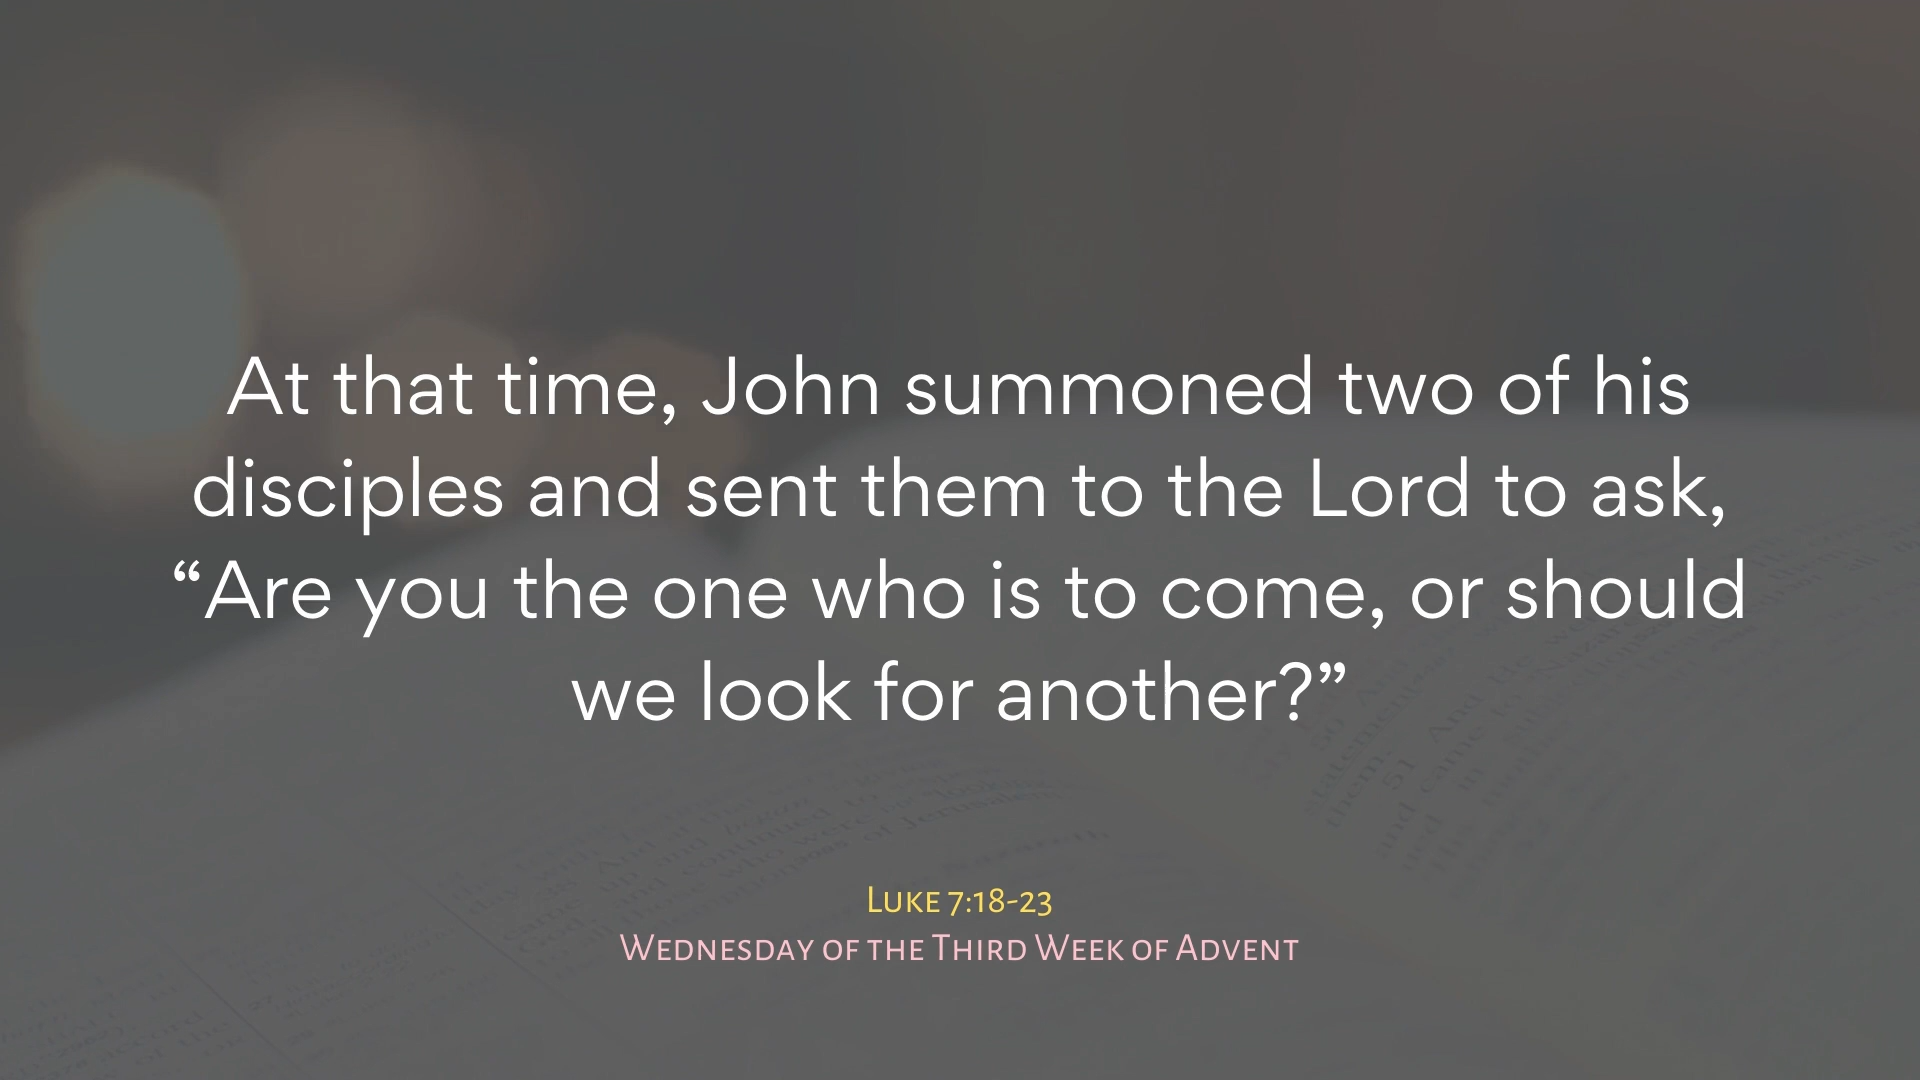 At that time, John summoned two of his
disciples and sent them to the Lord to ask,
“Are you the one who is to come, or should
we look for another?”
Luke 7:18-23
Wednesday of the Third Week of Advent